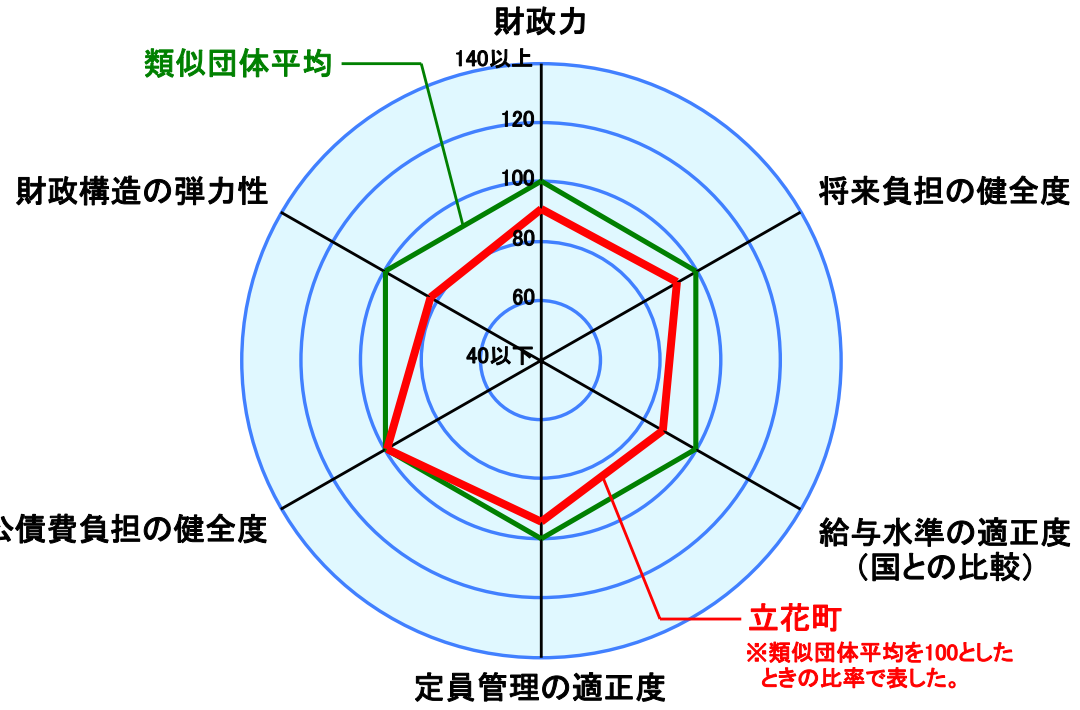 財政力
類似団体平均
140以上
120
100
80
60
40以下
財政構造の弾力性
将来負担の健全度
公債費負担の健全度
給与水準の適正度
（国との比較）
立花町
※類似団体平均を100とした
ときの比率で表した。
定員管理の適正度